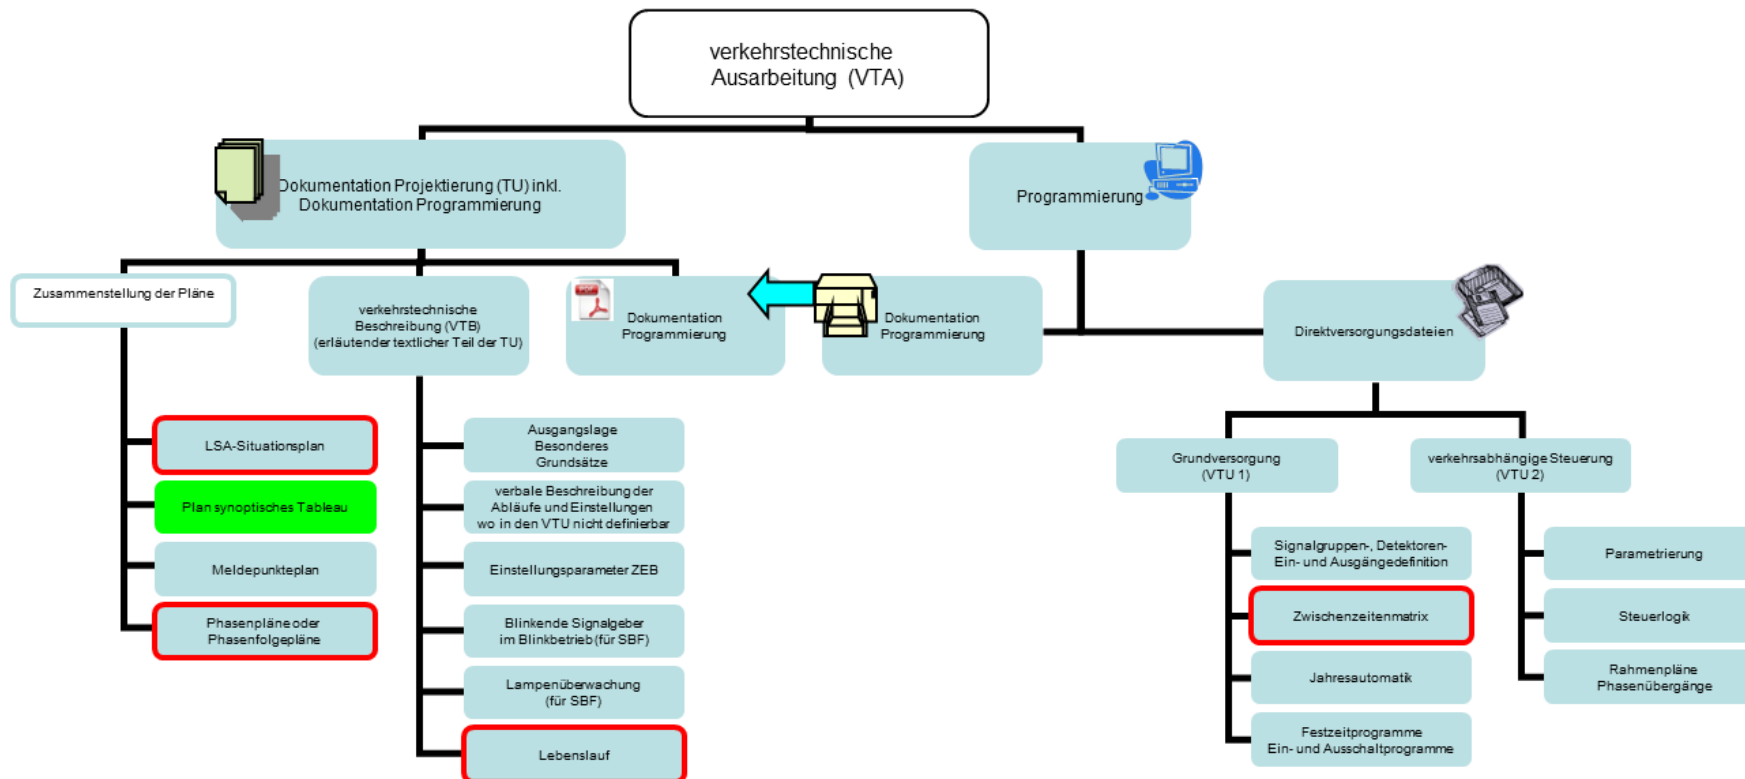 verkehrstechnische
Ausarbeitung (VTA)
Dokumentation Projektierung (TU) inkl.
Dokumentation Programmierung
Programmierung
Zusammenstellung der Pläne
verkehrstechnische
Beschreibung (VTB)
(erläutender textlicher Teil der TU)
PDF
Dokumentation
Programmierung
Dokumentation
Programmierung
Direktversorgungsdateien
LSA-Situationsplan
Plan synoptisches Tableau
Meldepunkteplan
Phasenpläne oder
Phasenfolgepläne
Ausgangslage
Besonderes
Grundsätze
verbale Beschreibung der
Abläufe und Einstellungen
wo in den VTU nicht definierbar
Einstellungsparameter ZEB
Blinkende Signalgeber
im Blinkbetrieb (für SBF)
Lampenüberwachung
(für SBF)
Lebenslauf
Grundversorgung
(VTU 1)
verkehrsabhängige Steuerung
(VTU 2)
Signalgruppen-, Detektoren-
Ein- und Ausgängedefinition
Zwischenzeitenmatrix
Jahresautomatik
Festzeitprogramme
Ein- und Ausschaltprogramme
Parametrierung
Steuerlogik
Rahmenpläne
Phasenübergänge